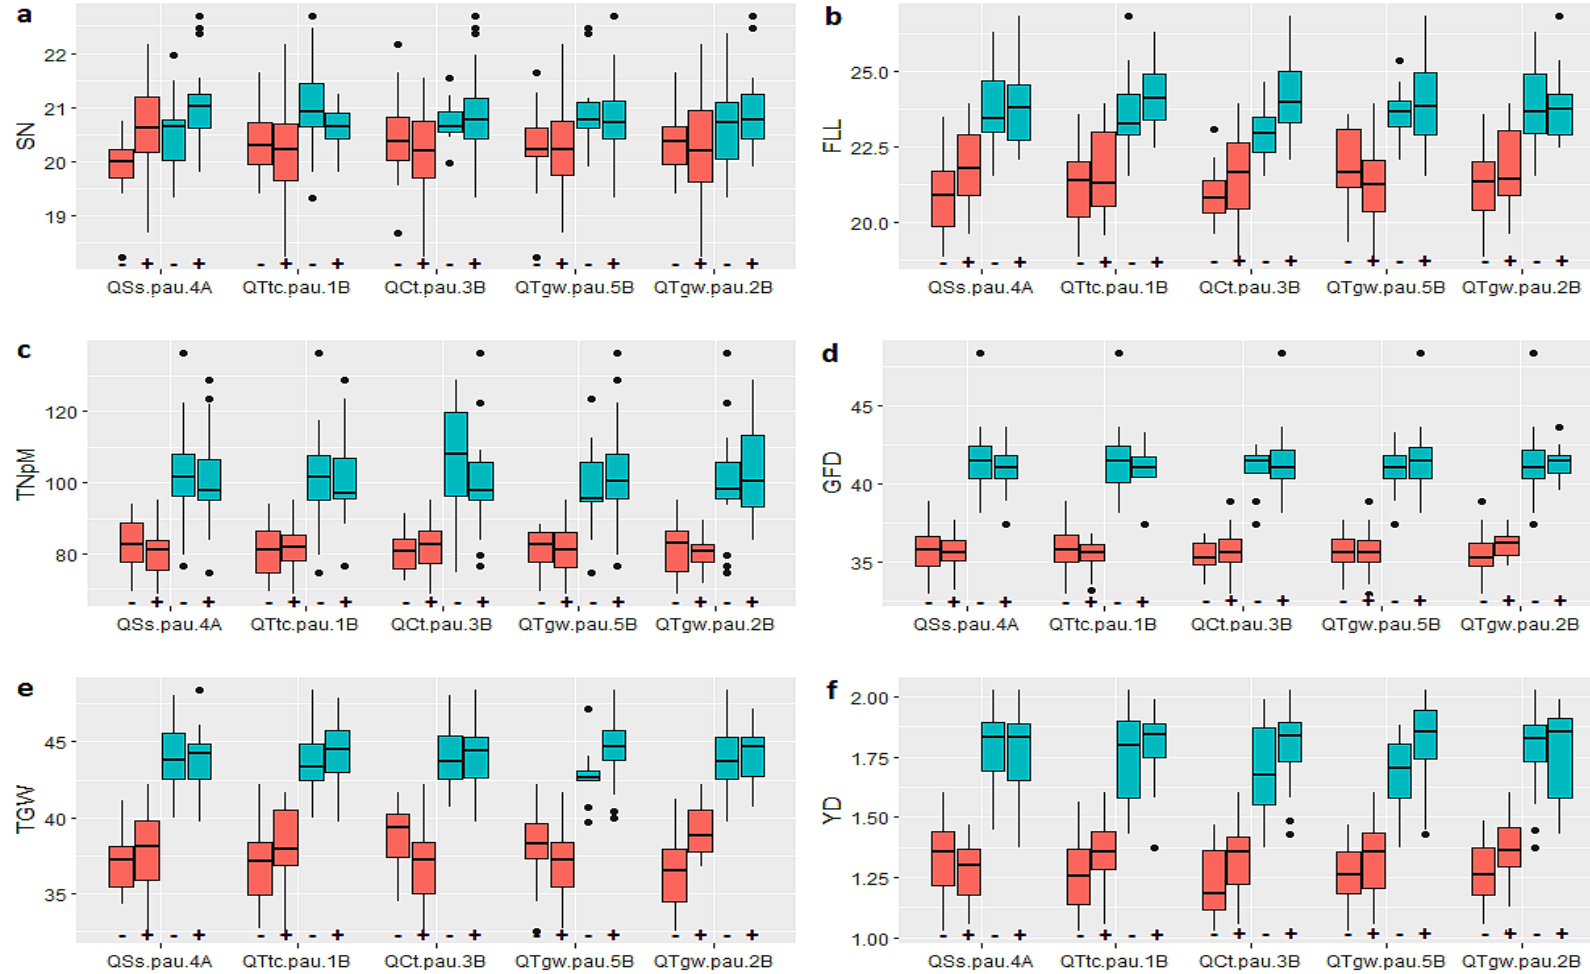 a
b
22
21
20
19
SN
- + - + - + - + - + - + - + - + - + - +
QSs.pau.4A QTtc.pau.1B QCt.pau.3B QTgw.pau.5B QTgw.pau.2B
25.0
22.5
20.0
FLL
- + - + - + - + - + - + - + - + - + - +
QSs.pau.4A QTtc.pau.1B QCt.pau.3B QTgw.pau.5B QTgw.pau.2B
c
d
120
100
80
TNpM
- + - + - + - + - + - + - + - + - + - +
QSs.pau.4A QTtc.pau.1B QCt.pau.3B QTgw.pau.5B QTgw.pau.2B
45
40
35
GFD
- + - + - + - + - + - + - + - + - + - +
QSs.pau.4A QTtc.pau.1B QCt.pau.3B QTgw.pau.5B QTgw.pau.2B
e
f
45
40
35
TGW
- + - + - + - + - + - + - + - + - + - +
QSs.pau.4A QTtc.pau.1B QCt.pau.3B QTgw.pau.5B QTgw.pau.2B
2.00
1.75
1.50
1.25
1.00
YD
- + - + - + - + - + - + - + - + - + - +
QSs.pau.4A QTtc.pau.1B QCt.pau.3B QTgw.pau.5B QTgw.pau.2B